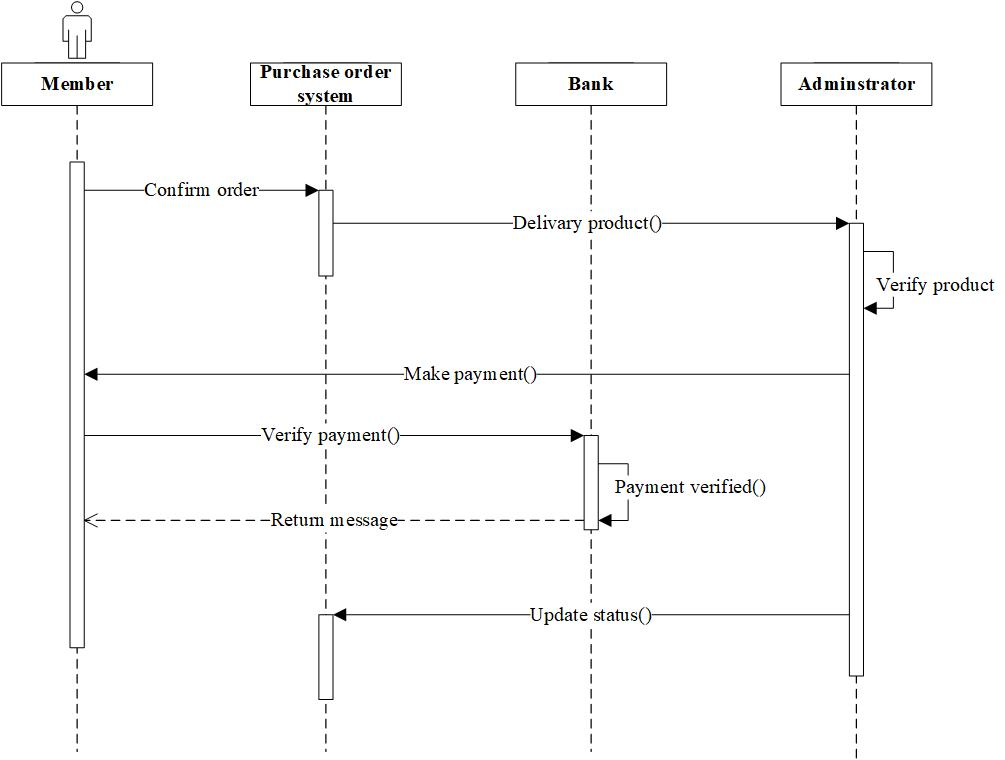 Member
Purchase order
system
Bank
Adminstrator
Confirm order
Delivary product()
Verify product
Make payment()
Verify payment()
Payment verified()
Return message
Update status()